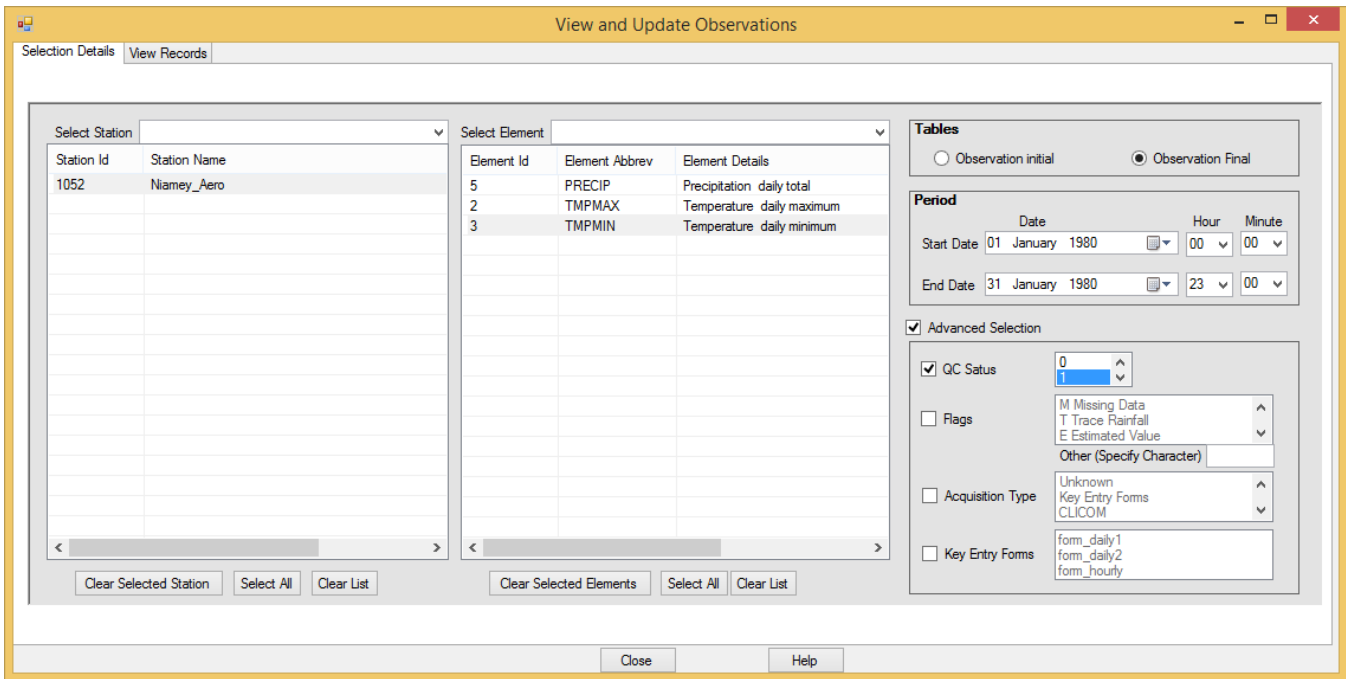 View and Update Observations
Selection Details View Records
Select Station
Station Id Station Name
1052 Niamey_Aero
Clear Selected Station Select All Clear List
Select Element
Element Id Element Abbrev Element Details
5 PRECIP Precipitation daily total
2 TMPMAX Temperature daily maximum
3 TMPMIN Temperature daily minimum
Clear Selected Elements Select All Clear List
Tables
Observation initial Observation Final
Period
Date Hour Minute
Start Date 01 January 1980 00 00
End Date 31 January 1980 23 00
Advanced Selection
QC Satus
0
1
Flags
M Missing Data
T Trace Rainfall
E Estimated Value
Other (Specify Character)
Acquisition Type
Unknown
Key Entry Forms
CLICOM
Key Entry Forms
form_daily1
form_daily2
form_hourly
Close Help